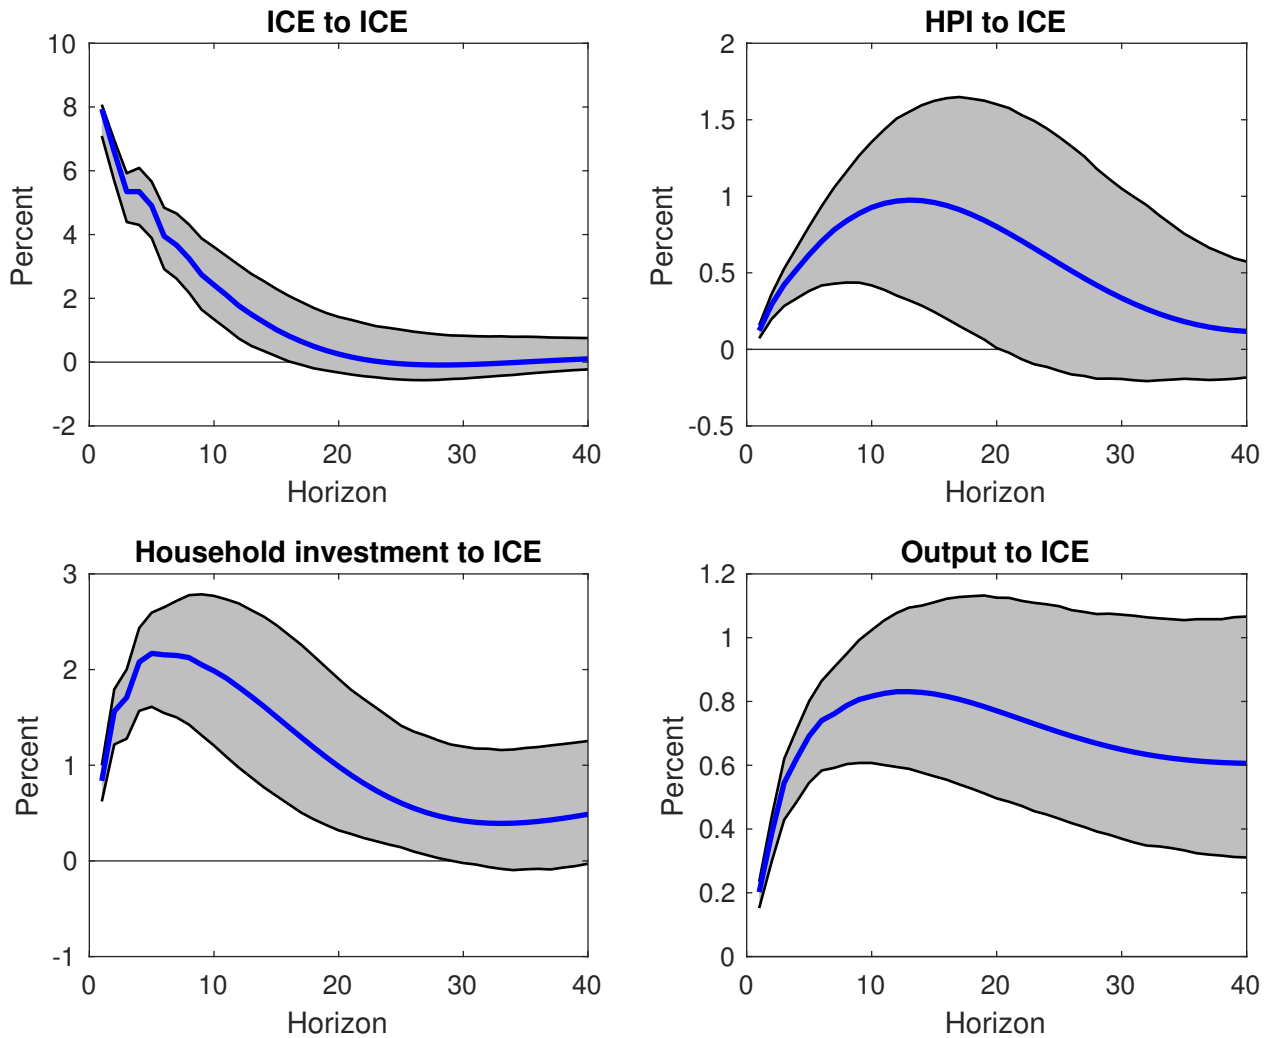 ICE to ICE
10
8
6
4
2
0
-2
Percent
0 10 20 30 40
Horizon
HPI to ICE
2
1.5
1
0.5
0
-0.5
Percent
0 10 20 30 40
Horizon
Household investment to ICE
3
2
1
0
-1
Percent
0 10 20 30 40
Horizon
Output to ICE
1.2
1
0.8
0.6
0.4
0.2
0
Percent
0 10 20 30 40
Horizon